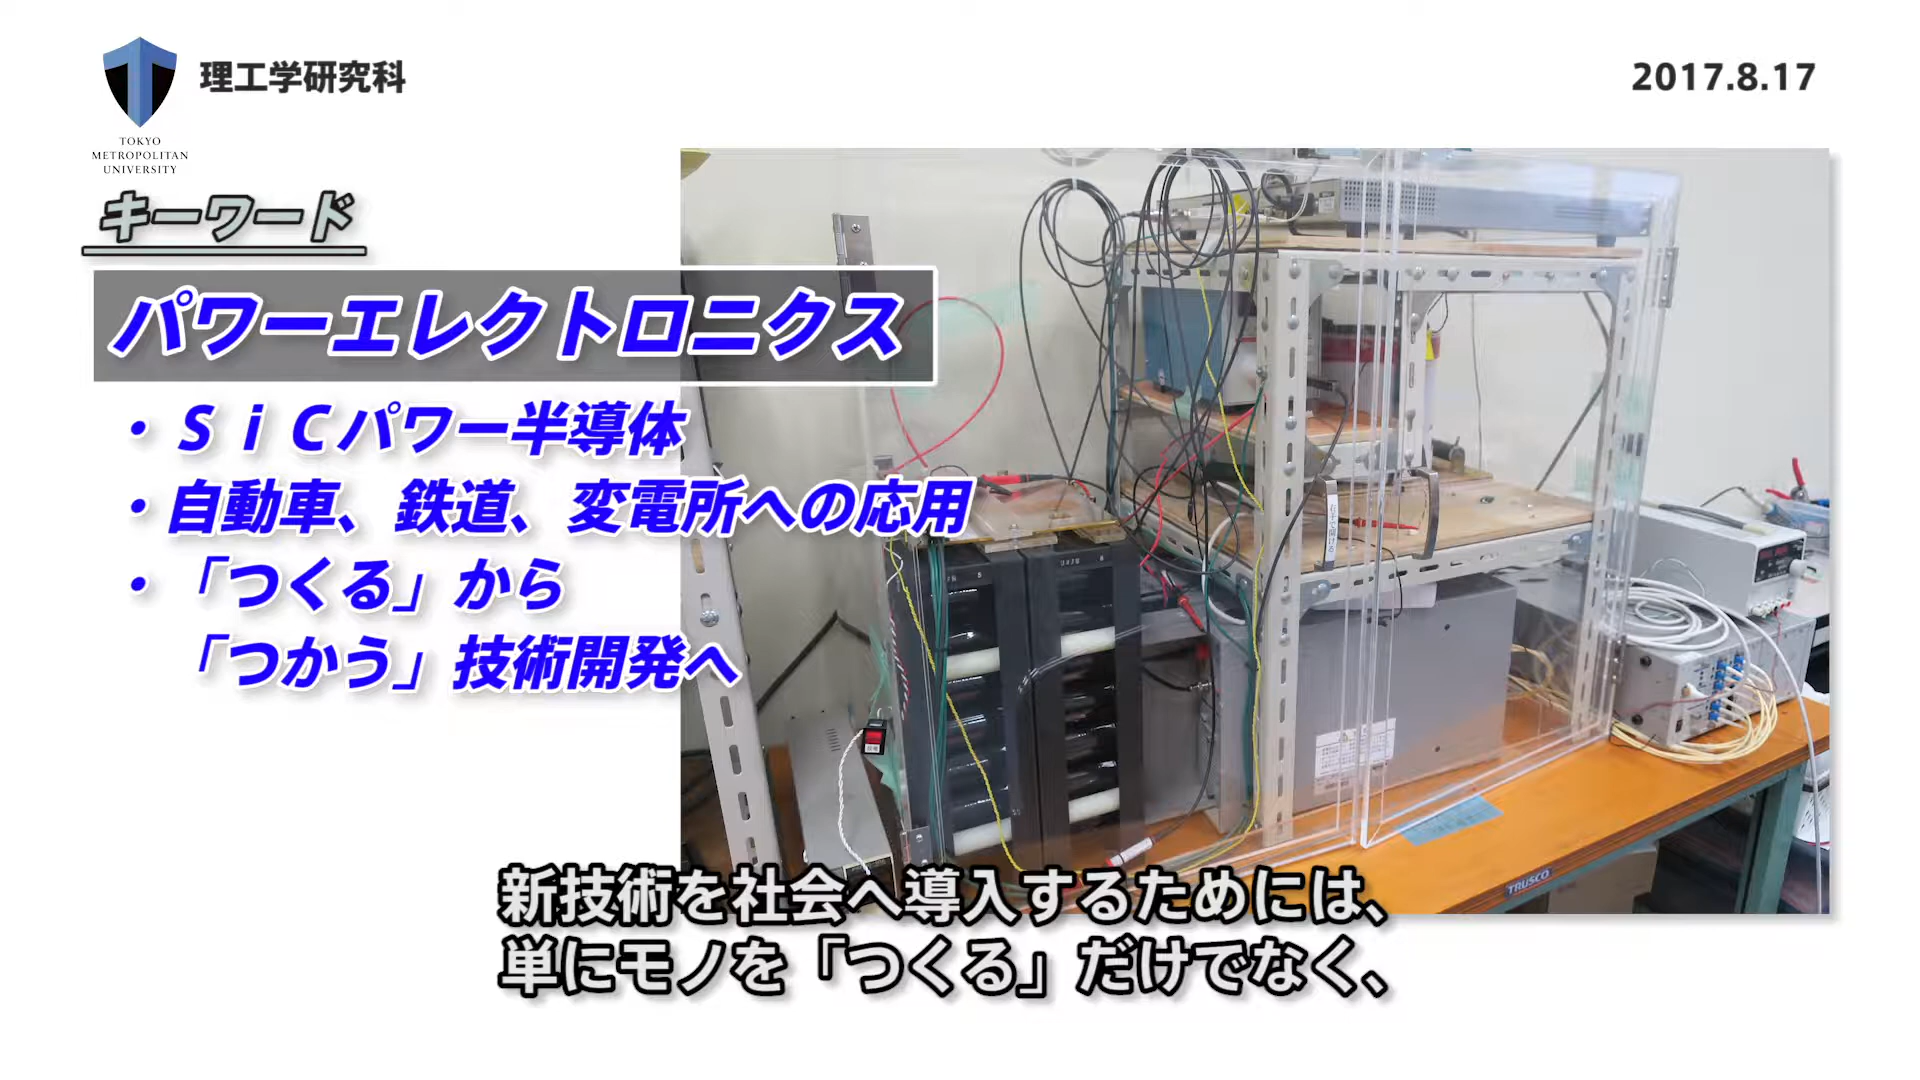 理工学研究科
2017.8.17
TOKYO
METROPOLITAN
UNIVERSITY
キーワード
パワーエレクトロニクス
・ＳｉＣパワー半導体
・自動車、鉄道、変電所への応用
・「つくる」から
「つかう」技術開発へ
TRUSCO
新技術を社会へ導入するためには、
単にモノを「つくる」だけでなく、